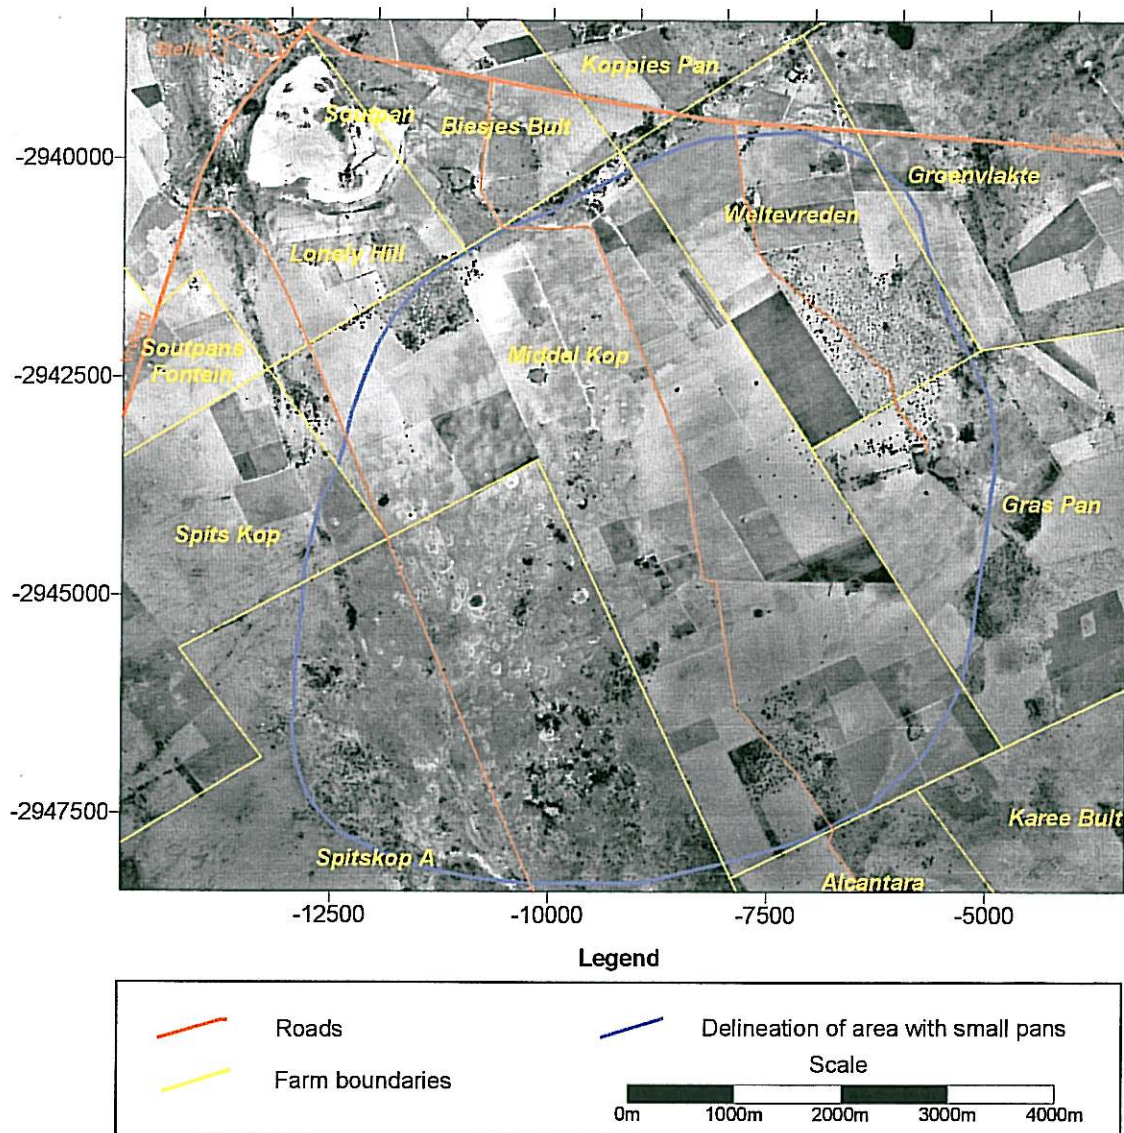 Koppies Pan
Soutpan
Biesjes Bult
-2940000
Groenvlakte
Weltevreden
Lonely Hill
Soutpans
Fontein
Middel Kop
-2942500
Spits Kop
Gras Pan
-2945000
-2947500
Karee Bult
Spitskop A
Alcantara
-12500
-10000
-7500
-5000
Legend
Roads
Delineation of area with small pans
Scale
Farm boundaries
0m
1000m
2000m
3000m
4000m